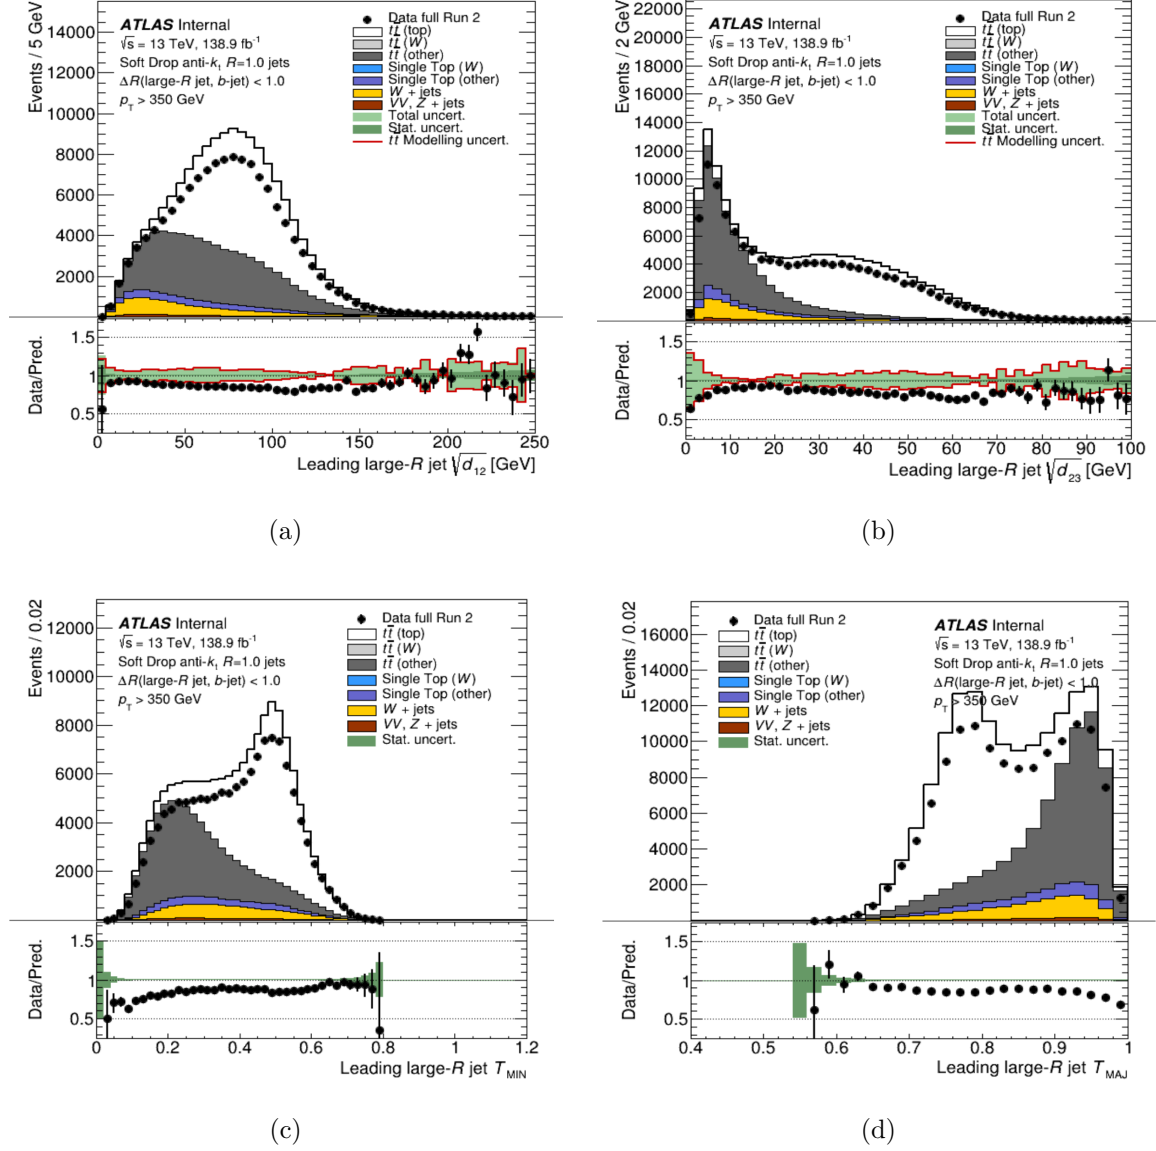 Events / 5 GeV
14000
12000
10000
8000
6000
4000
2000
ATLAS Internal
√s = 13 TeV, 138.9 fb⁻¹
Soft Drop anti-kₜ R=1.0 jets
ΔR(large-R jet, b-jet) < 1.0
p_T > 350 GeV
Data full Run 2
tt̄ (top)
tt̄ (W)
tt̄ (other)
Single Top (W)
Single Top (other)
W + jets
VV, Z + jets
Total uncert.
Stat. uncert.
tt̄ Modelling uncert.
Data/Pred.
1.5
1
0.5
0 50 100 150 200 250
Leading large-R jet √d₁₂ [GeV]
(a)
Events / 2 GeV
22000
20000
18000
16000
14000
12000
10000
8000
6000
4000
2000
0
ATLAS Internal
√s = 13 TeV, 138.9 fb⁻¹
Soft Drop anti-kₜ R=1.0 jets
ΔR(large-R jet, b-jet) < 1.0
p_T > 350 GeV
Data full Run 2
tt̄ (top)
tt̄ (W)
tt̄ (other)
Single Top (W)
Single Top (other)
W + jets
VV, Z + jets
Total uncert.
Stat. uncert.
tt̄ Modelling uncert.
Data/Pred.
1.5
1
0.5
0 10 20 30 40 50 60 70 80 90 100
Leading large-R jet √d₂₃ [GeV]
(b)
Events / 0.02
12000
10000
8000
6000
4000
2000
ATLAS Internal
√s = 13 TeV, 138.9 fb⁻¹
Soft Drop anti-kₜ R=1.0 jets
ΔR(large-R jet, b-jet) < 1.0
p_T > 350 GeV
Data full Run 2
tt̄ (top)
tt̄ (W)
tt̄ (other)
Single Top (W)
Single Top (other)
W + jets
VV, Z + jets
Stat. uncert.
Data/Pred.
1.5
1
0.5
0 0.2 0.4 0.6 0.8 1 1.2
Leading large-R jet T_MIN
(c)
Events / 0.02
16000
14000
12000
10000
8000
6000
4000
2000
Data full Run 2
tt̄ (top)
tt̄ (W)
tt̄ (other)
Single Top (W)
Single Top (other)
W + jets
VV, Z + jets
Stat. uncert.
ATLAS Internal
√s = 13 TeV, 138.9 fb⁻¹
Soft Drop anti-kₜ R=1.0 jets
ΔR(large-R jet, b-jet) < 1.0
p_T > 350 GeV
Data/Pred.
1.5
1
0.5
0.4 0.5 0.6 0.7 0.8 0.9 1
Leading large-R jet T_MAJ
(d)